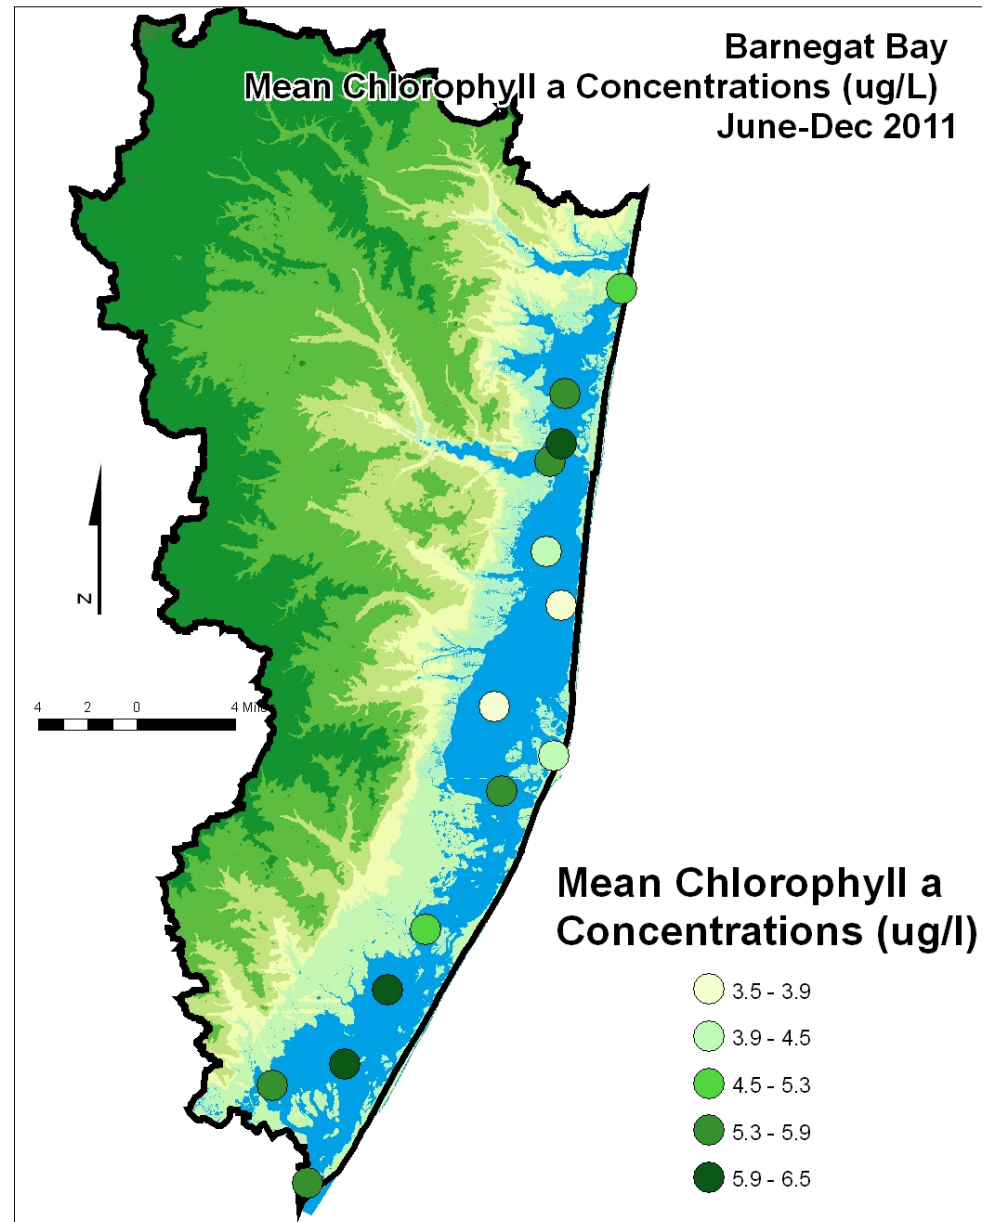 Barnegat Bay
Mean Chlorophyll a Concentrations (ug/L)
June-Dec 2011
N
4 2 0 4
Mean Chlorophyll a
Concentrations (ug/l)
3.5 - 3.9
3.9 - 4.5
4.5 - 5.3
5.3 - 5.9
5.9 - 6.5